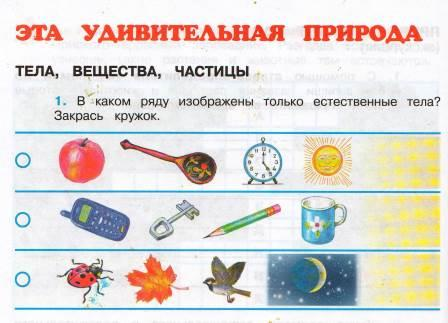 ЭТА УДИВИТЕЛЬНАЯ ПРИРОДА
ТЕЛА, ВЕЩЕСТВА, ЧАСТИЦЫ
1. В каком ряду изображены только естественные тела?
Закрась кружок.